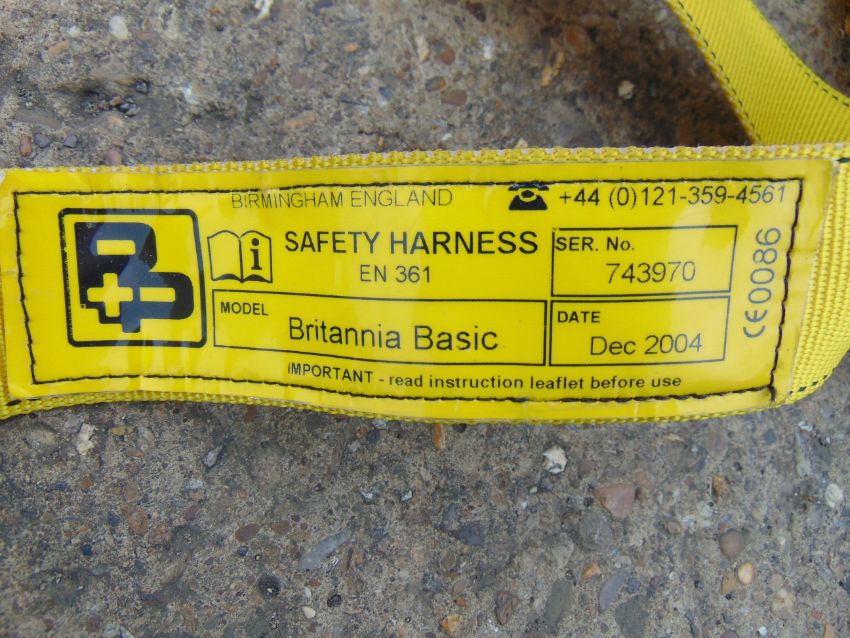 BIRMINGHAM ENGLAND +44 (0)121-359-4561
B+P
i SAFETY HARNESS
EN 361
SER. No.
743970
MODEL
Britannia Basic
DATE
Dec 2004
CE0086
IMPORTANT - read instruction leaflet before use